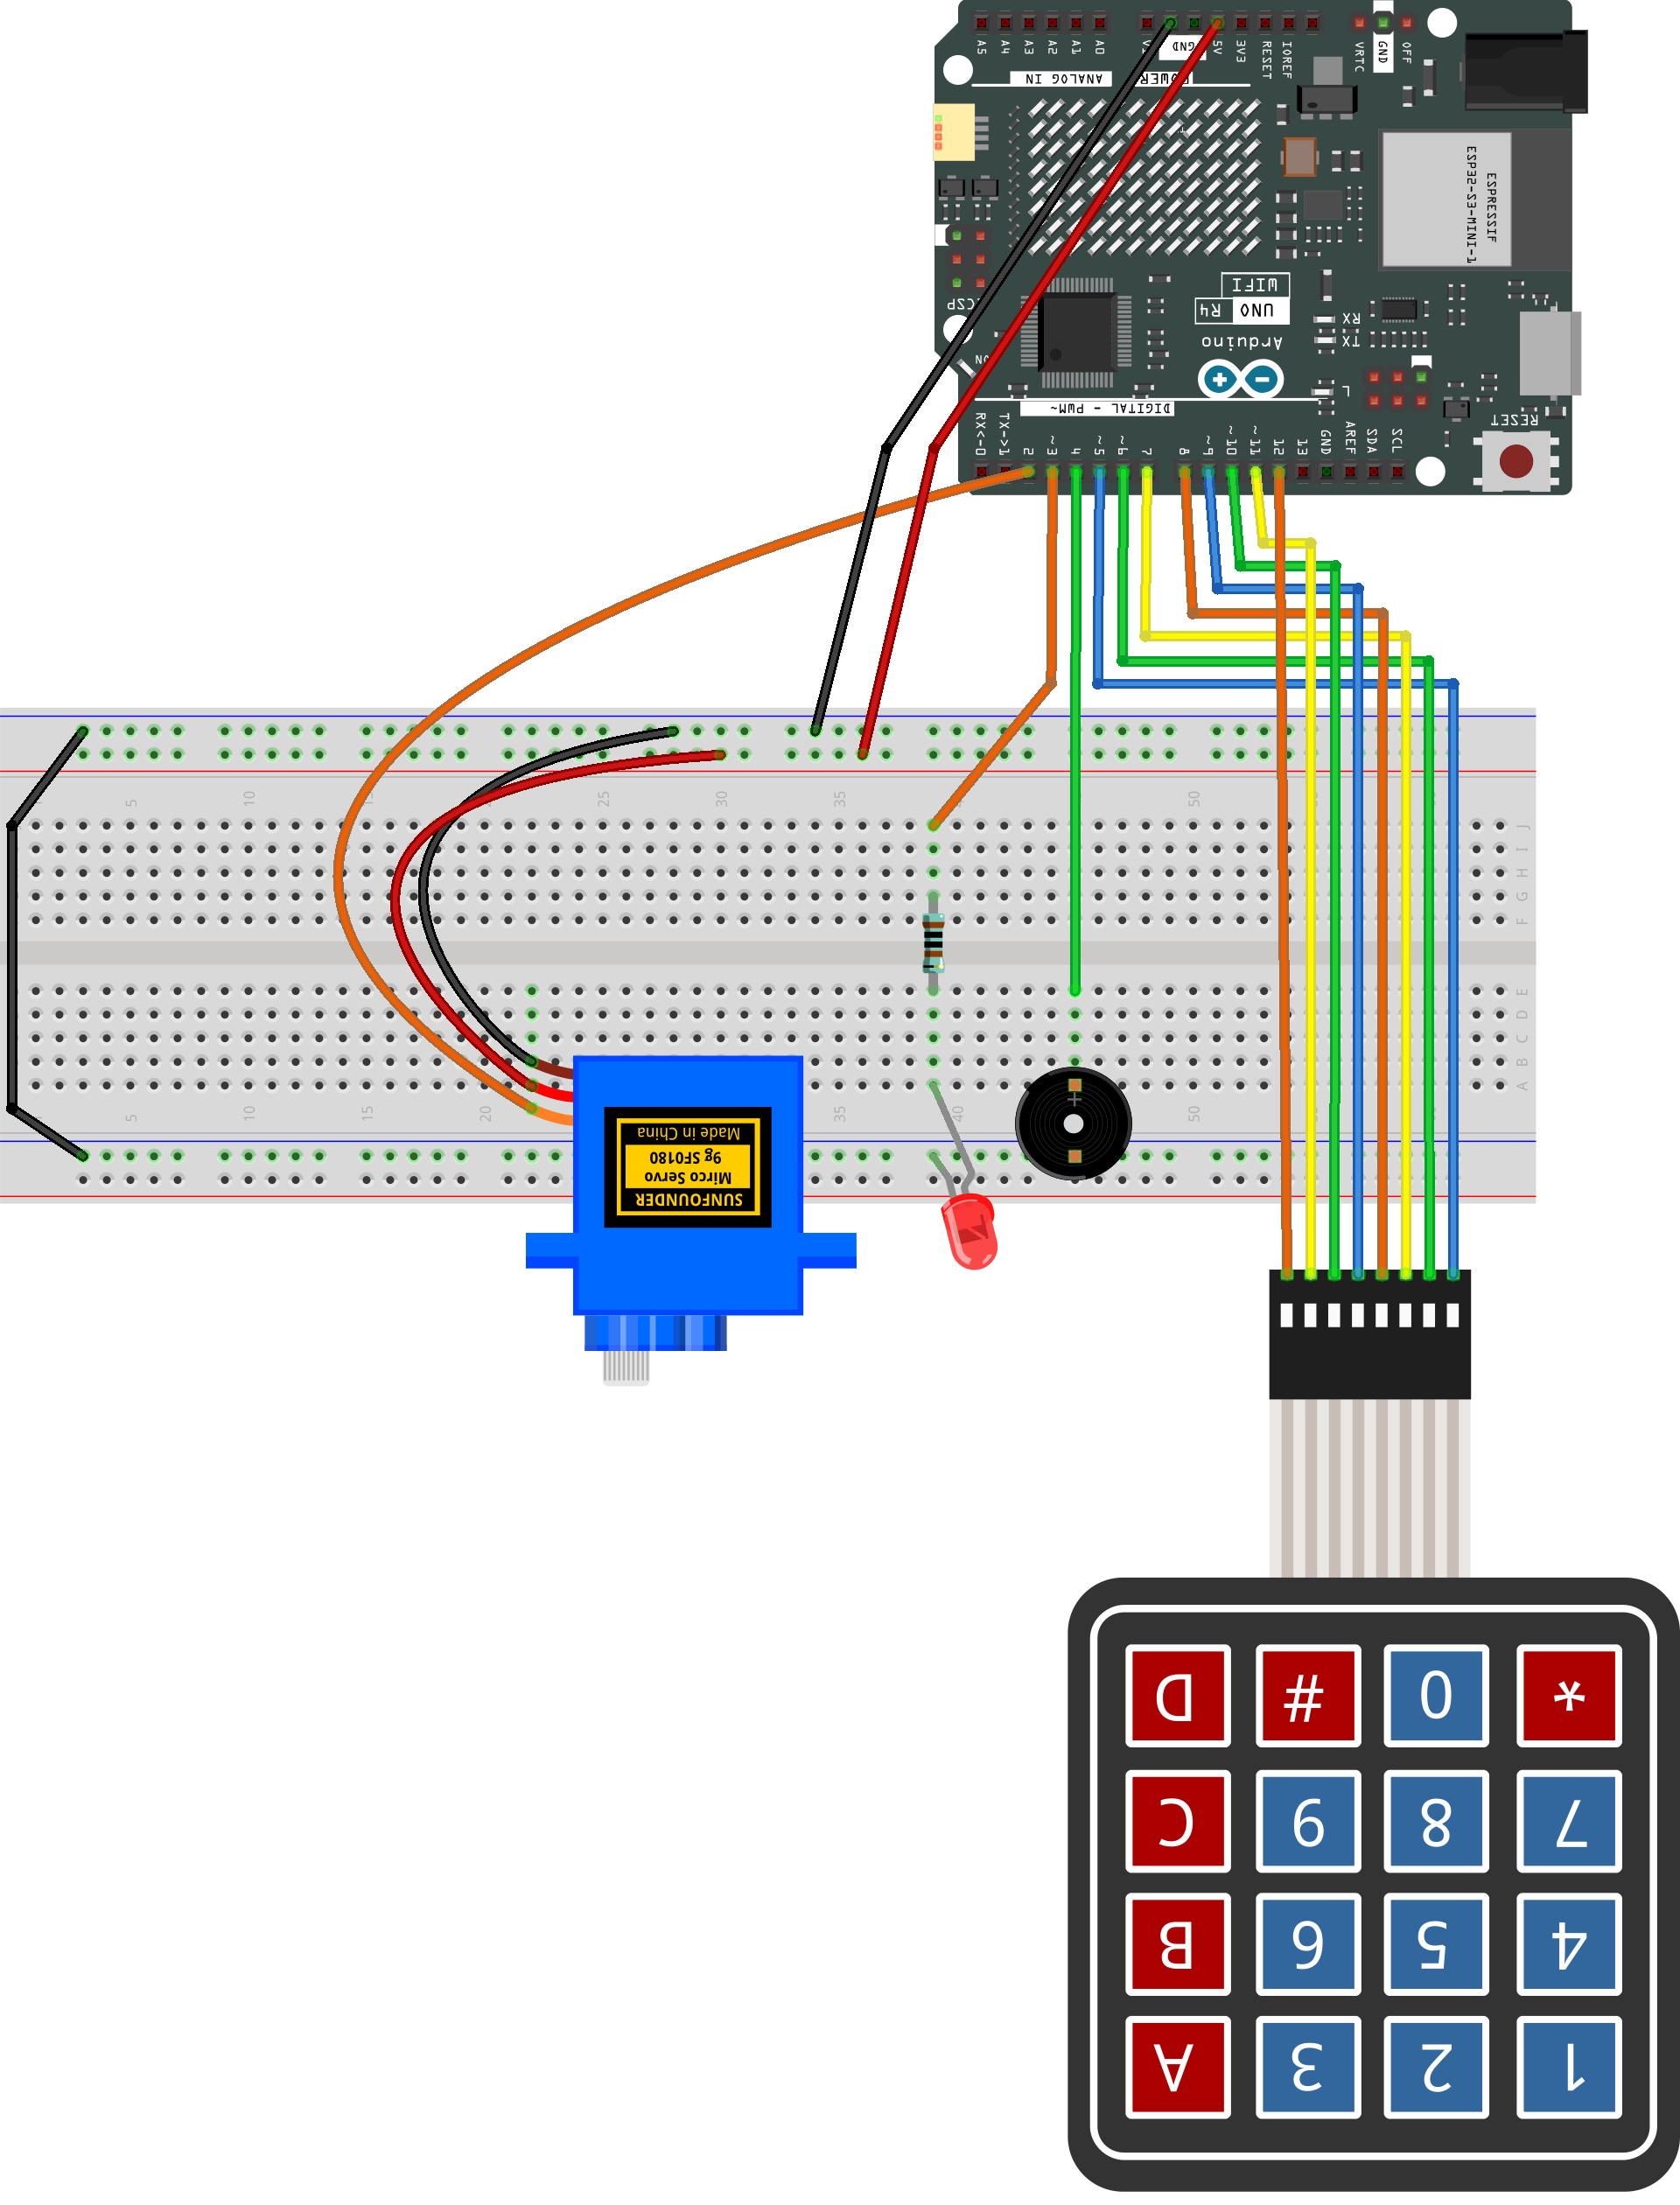 A5 A4 A3 A2 A1 A0 GND 5V 3V3 RESET IOREF VRTC GND OFF
ANALOG IN
POWER
ESPRESSIF
ESP32-S3-MINI-1
WIFI
UNO R4
Arduino
RX
TX
L
DIGITAL - PWM~
RESET
RX<-0 TX->1 2 ~3 4 ~5 ~6 7 8 ~9 ~10 ~11 12 13 GND AREF SDA SCL
5 10 25 30 35 50
J
I
H
G
F
E
D
C
B
A
5 10 15 20 35 40 50
+
SUNFOUNDER
Mirco Servo
9g SF0180
Made in China
1 2 3 A
4 5 6 B
7 8 9 C
* 0 # D